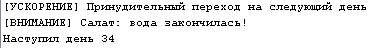 [УСКОРЕНИЕ] Принудительный переход на следующий день
[ВНИМАНИЕ] Салат: вода закончилась!
Наступил день 34